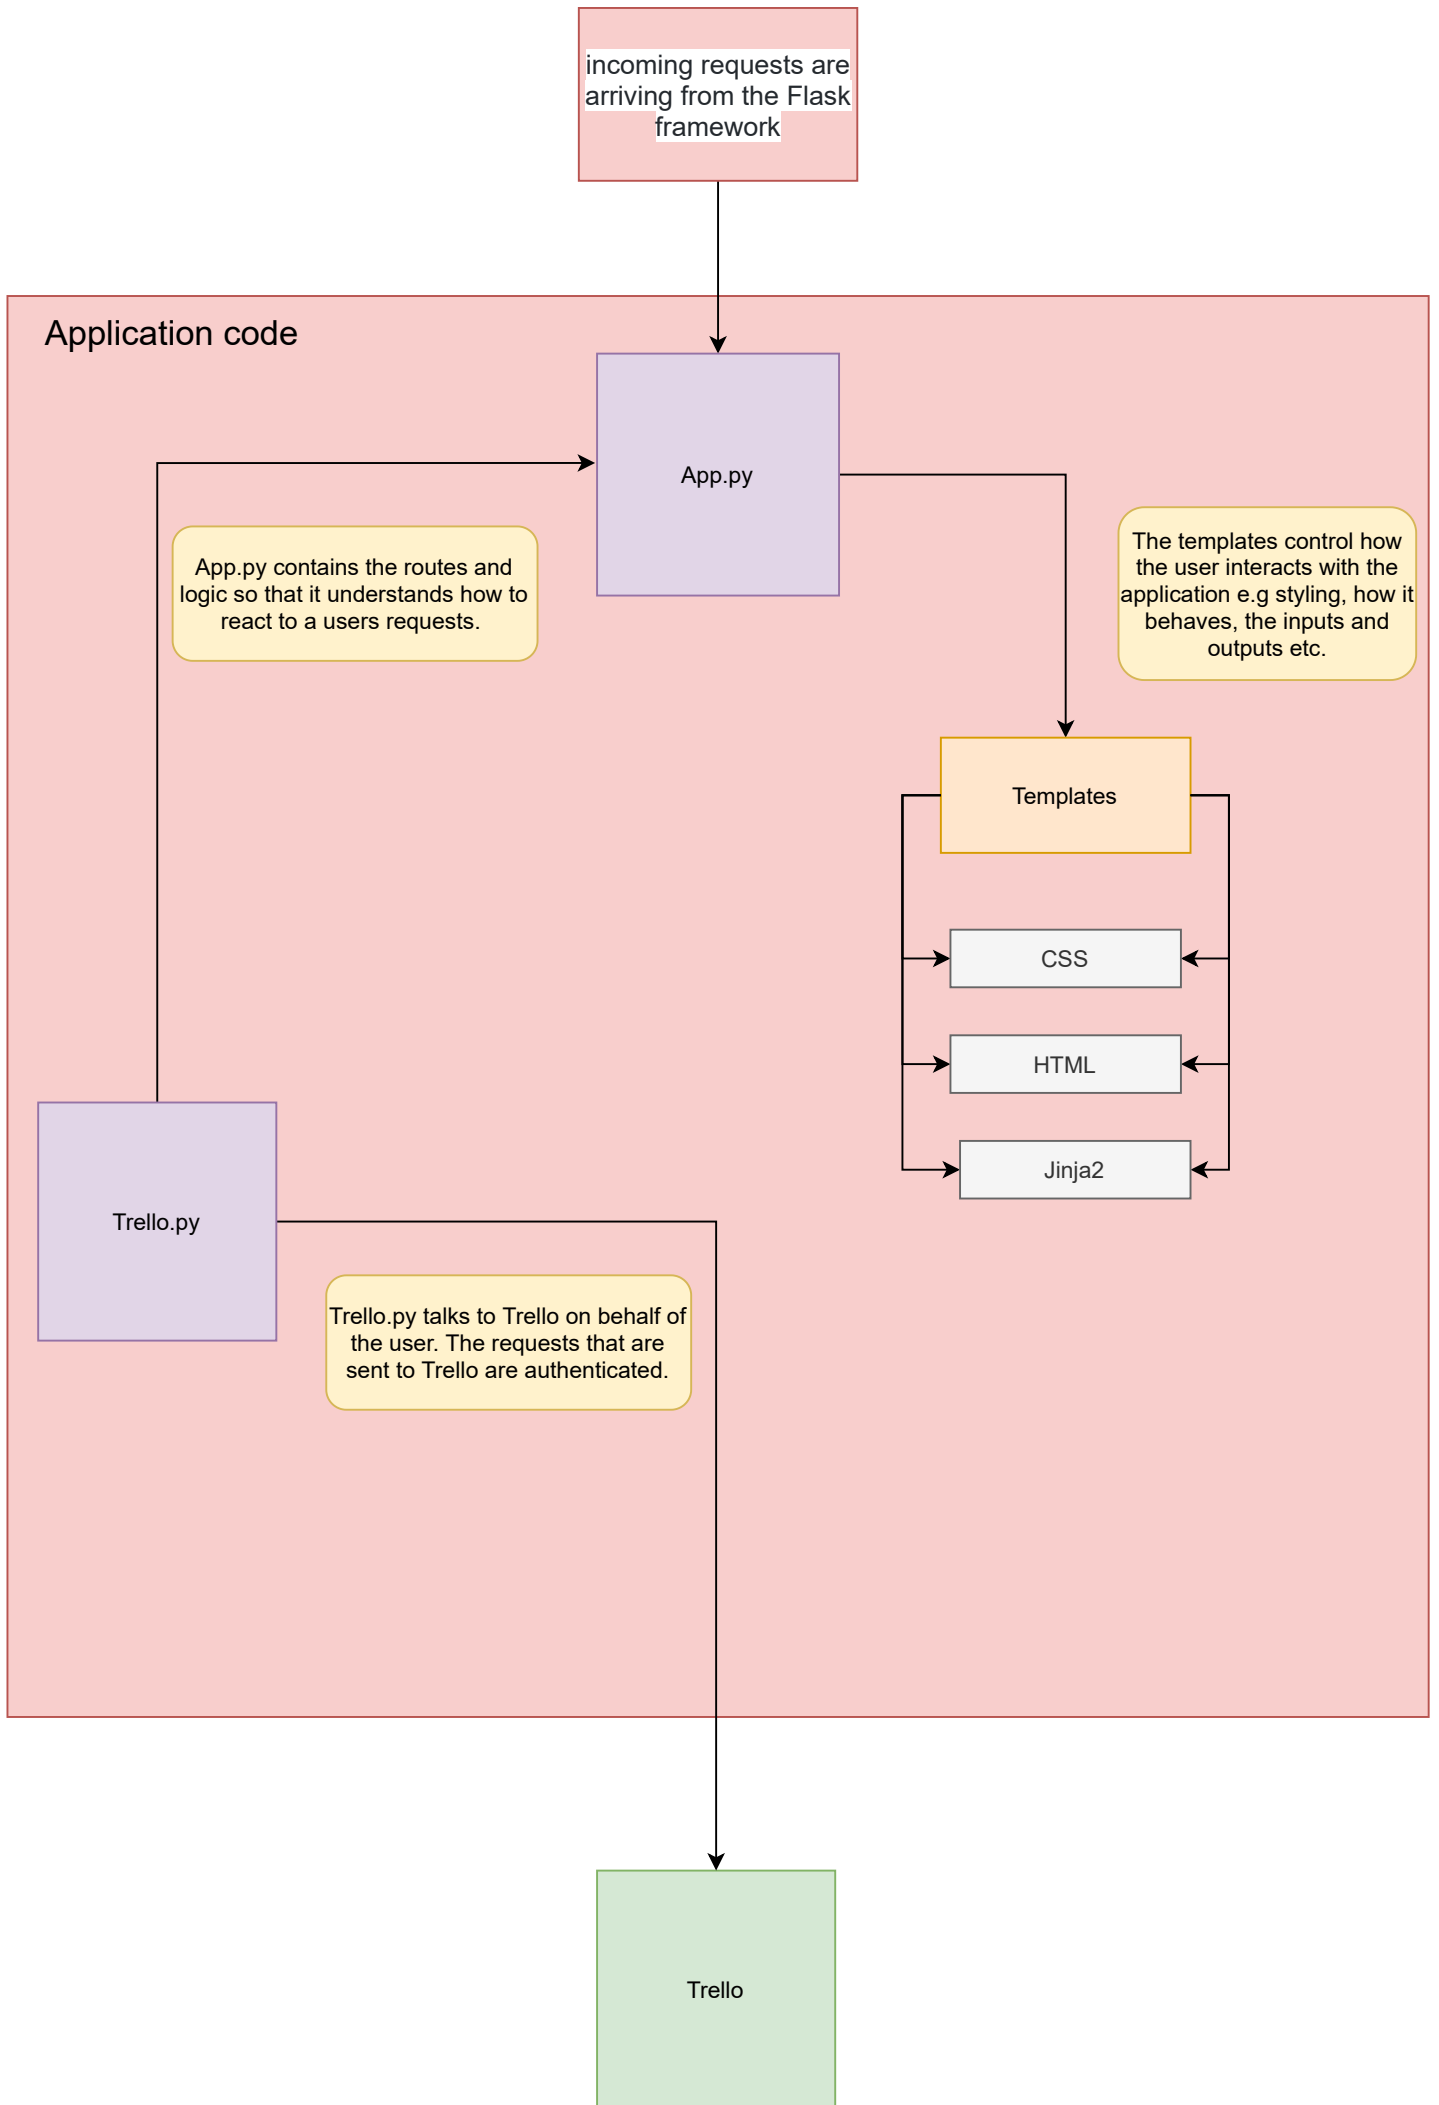 incoming requests are
arriving from the Flask
framework
Application code
App.py
App.py contains the routes and
logic so that it understands how to
react to a users requests.
The templates control how
the user interacts with the
application e.g styling, how it
behaves, the inputs and
outputs etc.
Templates
CSS
HTML
Jinja2
Trello.py
Trello.py talks to Trello on behalf of
the user. The requests that are
sent to Trello are authenticated.
Trello